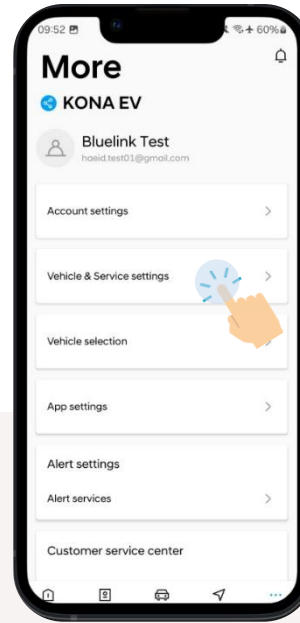 09:52
60%
More
KONA EV
Bluelink Test
haeid.test01@gmail.com
Account settings
Vehicle & Service settings
Vehicle selection
App settings
Alert settings
Alert services
Customer service center